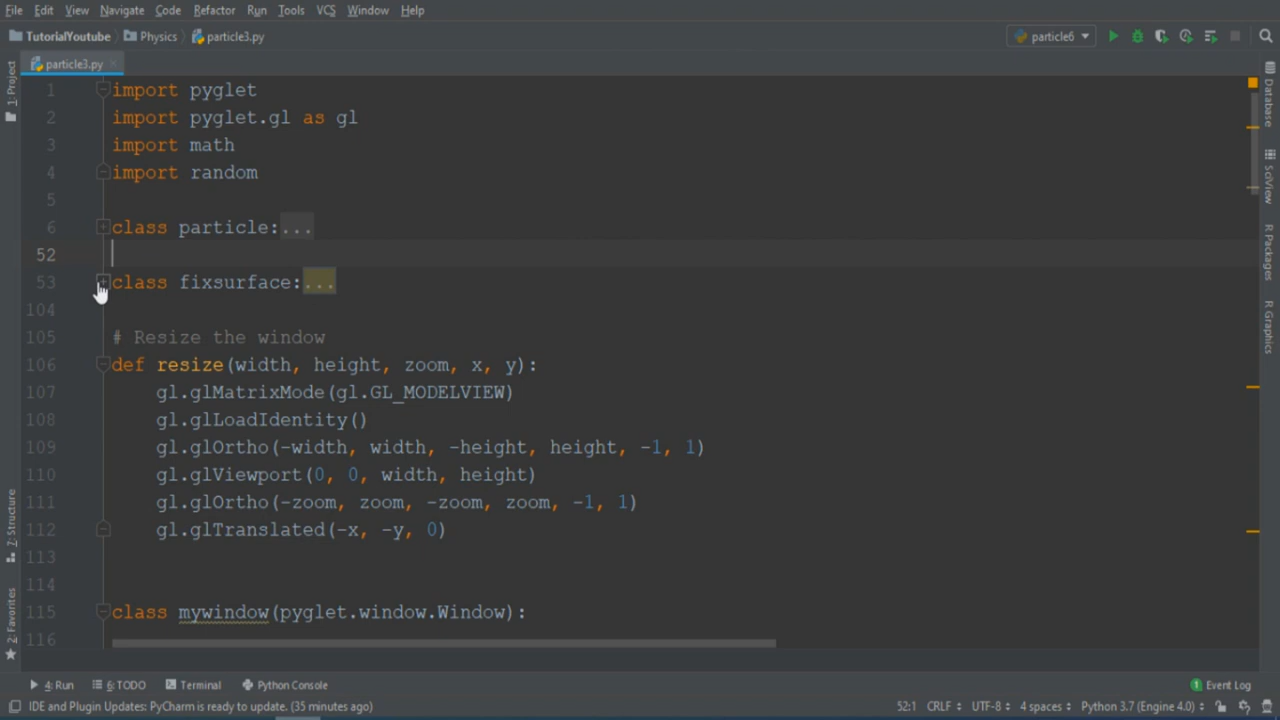 File Edit View Navigate Code Refactor Run Tools VCS Window Help
TutorialYoutube Physics particle3.py particle6
particle3.py
1: Project
Database
SciView
R Packages
R Graphics
7: Structure
2: Favorites
1 import pyglet
2 import pyglet.gl as gl
3 import math
4 import random
5
6 class particle:...
52
53 class fixsurface:...
104
105 # Resize the window
106 def resize(width, height, zoom, x, y):
107 gl.glMatrixMode(gl.GL_MODELVIEW)
108 gl.glLoadIdentity()
109 gl.glOrtho(-width, width, -height, height, -1, 1)
110 gl.glViewport(0, 0, width, height)
111 gl.glOrtho(-zoom, zoom, -zoom, zoom, -1, 1)
112 gl.glTranslated(-x, -y, 0)
113
114
115 class mywindow(pyglet.window.Window):
116
4: Run 6: TODO Terminal Python Console 1 Event Log
IDE and Plugin Updates: PyCharm is ready to update. (35 minutes ago) 52:1 CRLF UTF-8 4 spaces Python 3.7 (Engine 4.0)